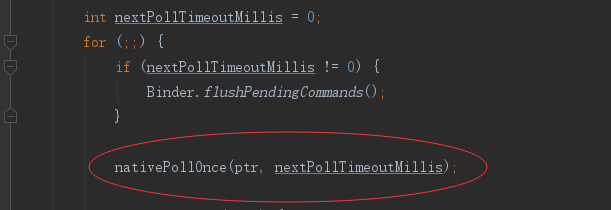 int nextPollTimeoutMillis = 0;
for (;;) {
if (nextPollTimeoutMillis != 0) {
Binder.flushPendingCommands();
}
nativePollOnce(ptr, nextPollTimeoutMillis);